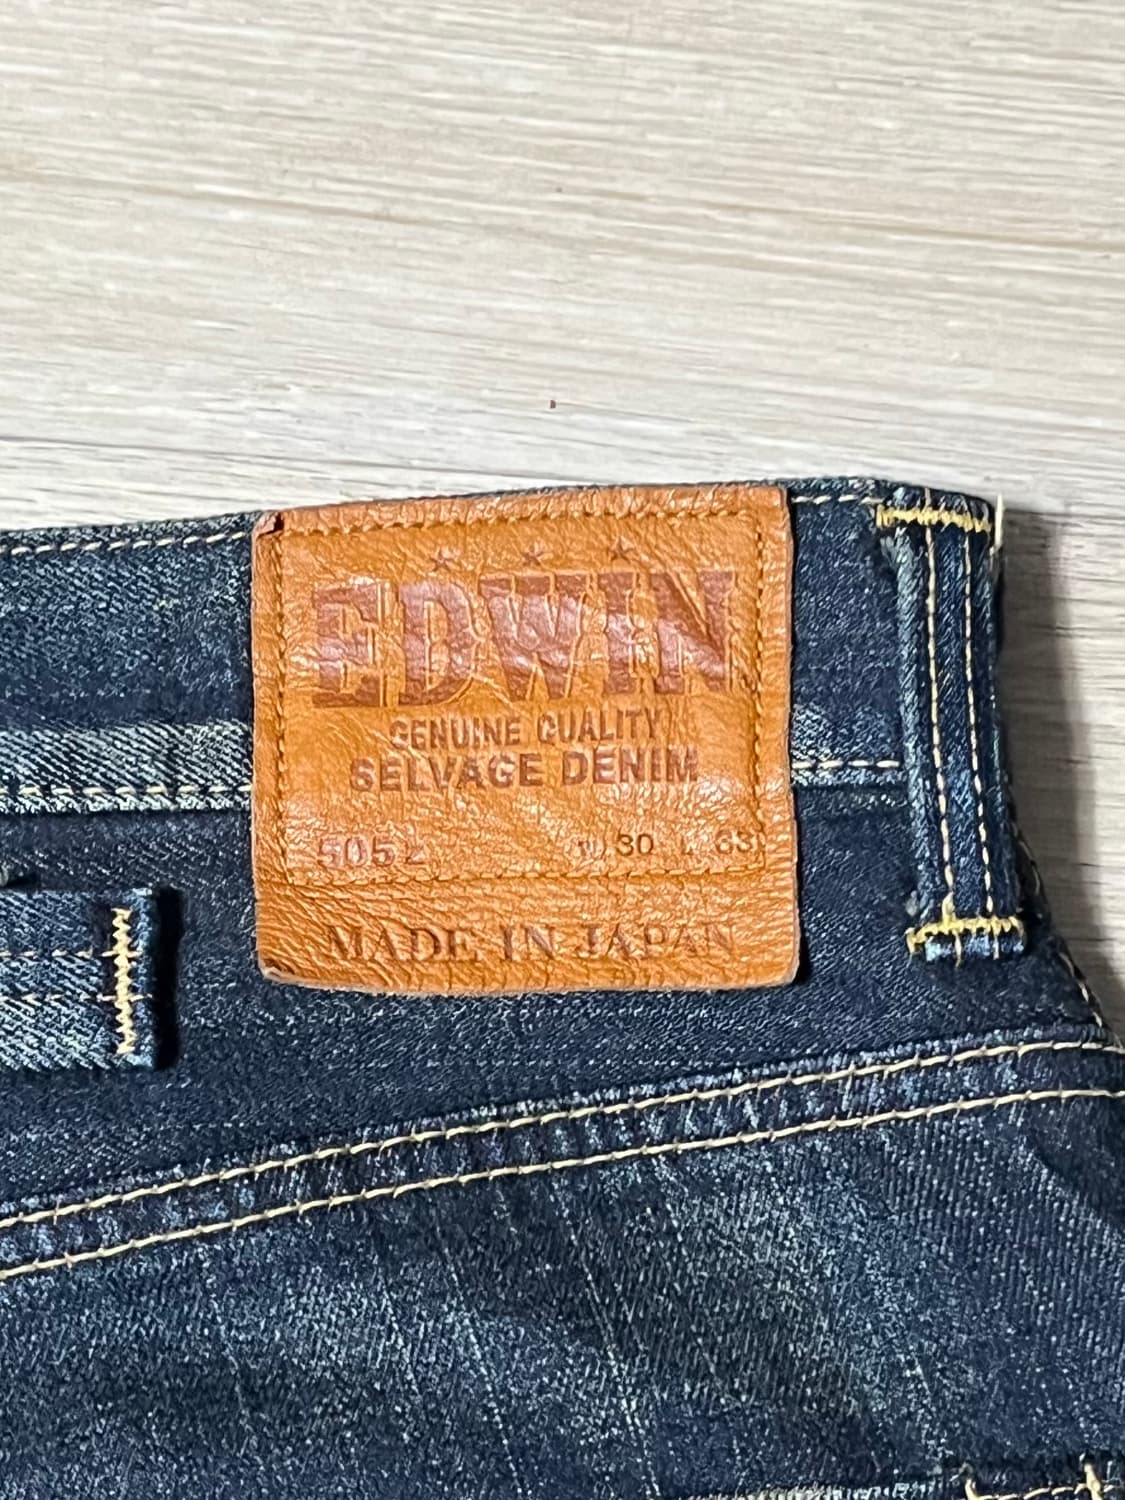 EDWIN
GENUINE QUALITY
SELVAGE DENIM
505Z W 30 L 33
MADE IN JAPAN